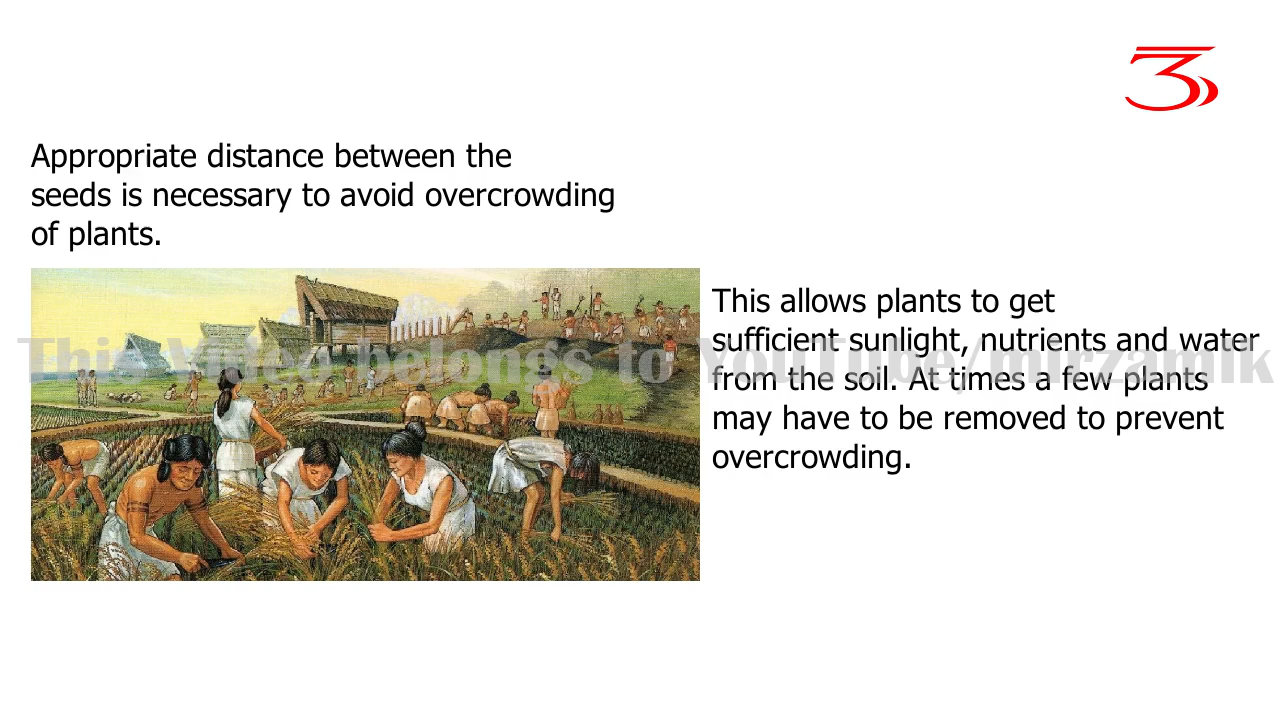 Appropriate distance between the
seeds is necessary to avoid overcrowding
of plants.
This allows plants to get
sufficient sunlight, nutrients and water
from the soil. At times a few plants
may have to be removed to prevent
overcrowding.
This Video belongs to YouTube/mirzamlk